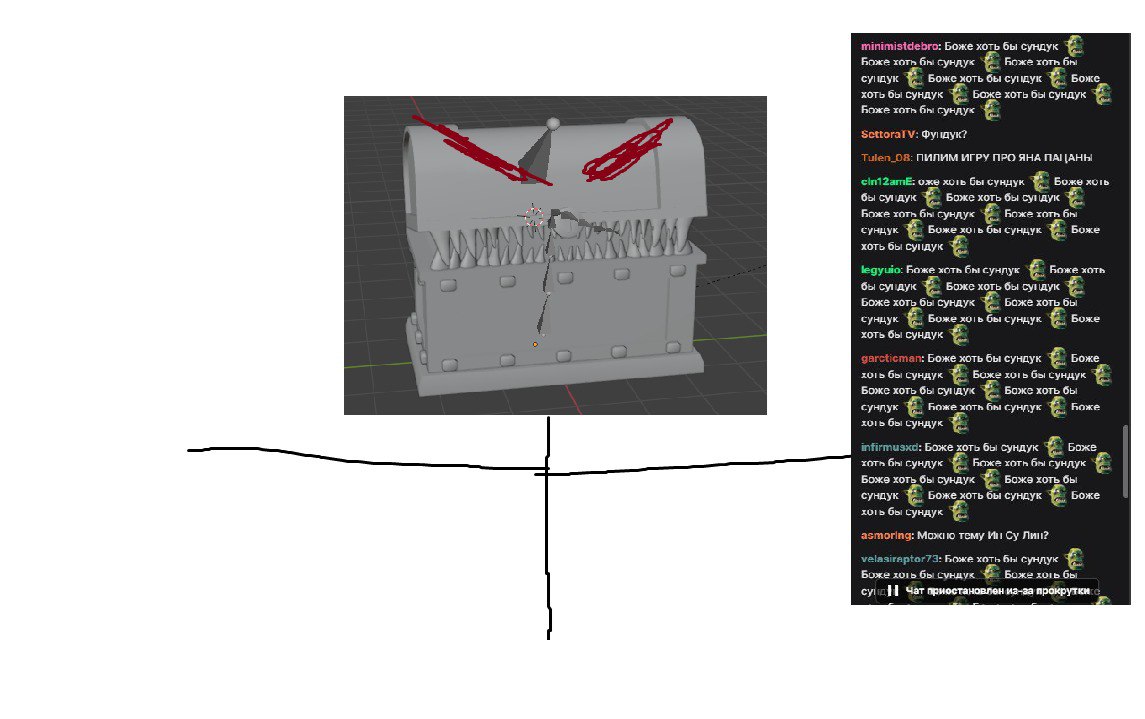 minimistdebro: Боже хоть бы сундук
Боже хоть бы сундук Боже хоть бы
сундук Боже хоть бы сундук Боже
хоть бы сундук Боже хоть бы сундук
Боже хоть бы сундук
SettoraTV: Фундук?
Tulen_08: ПИЛИМ ИГРУ ПРО ЯНА ПАЦАНЫ
cln12amE: оже хоть бы сундук Боже хоть
бы сундук Боже хоть бы сундук
Боже хоть бы сундук Боже хоть бы
сундук Боже хоть бы сундук Боже
хоть бы сундук
legyuio: Боже хоть бы сундук Боже хоть
бы сундук Боже хоть бы сундук
Боже хоть бы сундук Боже хоть бы
сундук Боже хоть бы сундук Боже
хоть бы сундук
garcticman: Боже хоть бы сундук Боже
хоть бы сундук Боже хоть бы сундук
Боже хоть бы сундук Боже хоть бы
сундук Боже хоть бы сундук Боже
хоть бы сундук
infirmusxd: Боже хоть бы сундук Боже
хоть бы сундук Боже хоть бы сундук
Боже хоть бы сундук Боже хоть бы
сундук Боже хоть бы сундук Боже
хоть бы сундук
asmoring: Можно тему Ин Су Лин?
velasiraptor73: Боже хоть бы сундук
Боже хоть бы сундук Боже хоть бы
Чат приостановлен из-за прокрутки